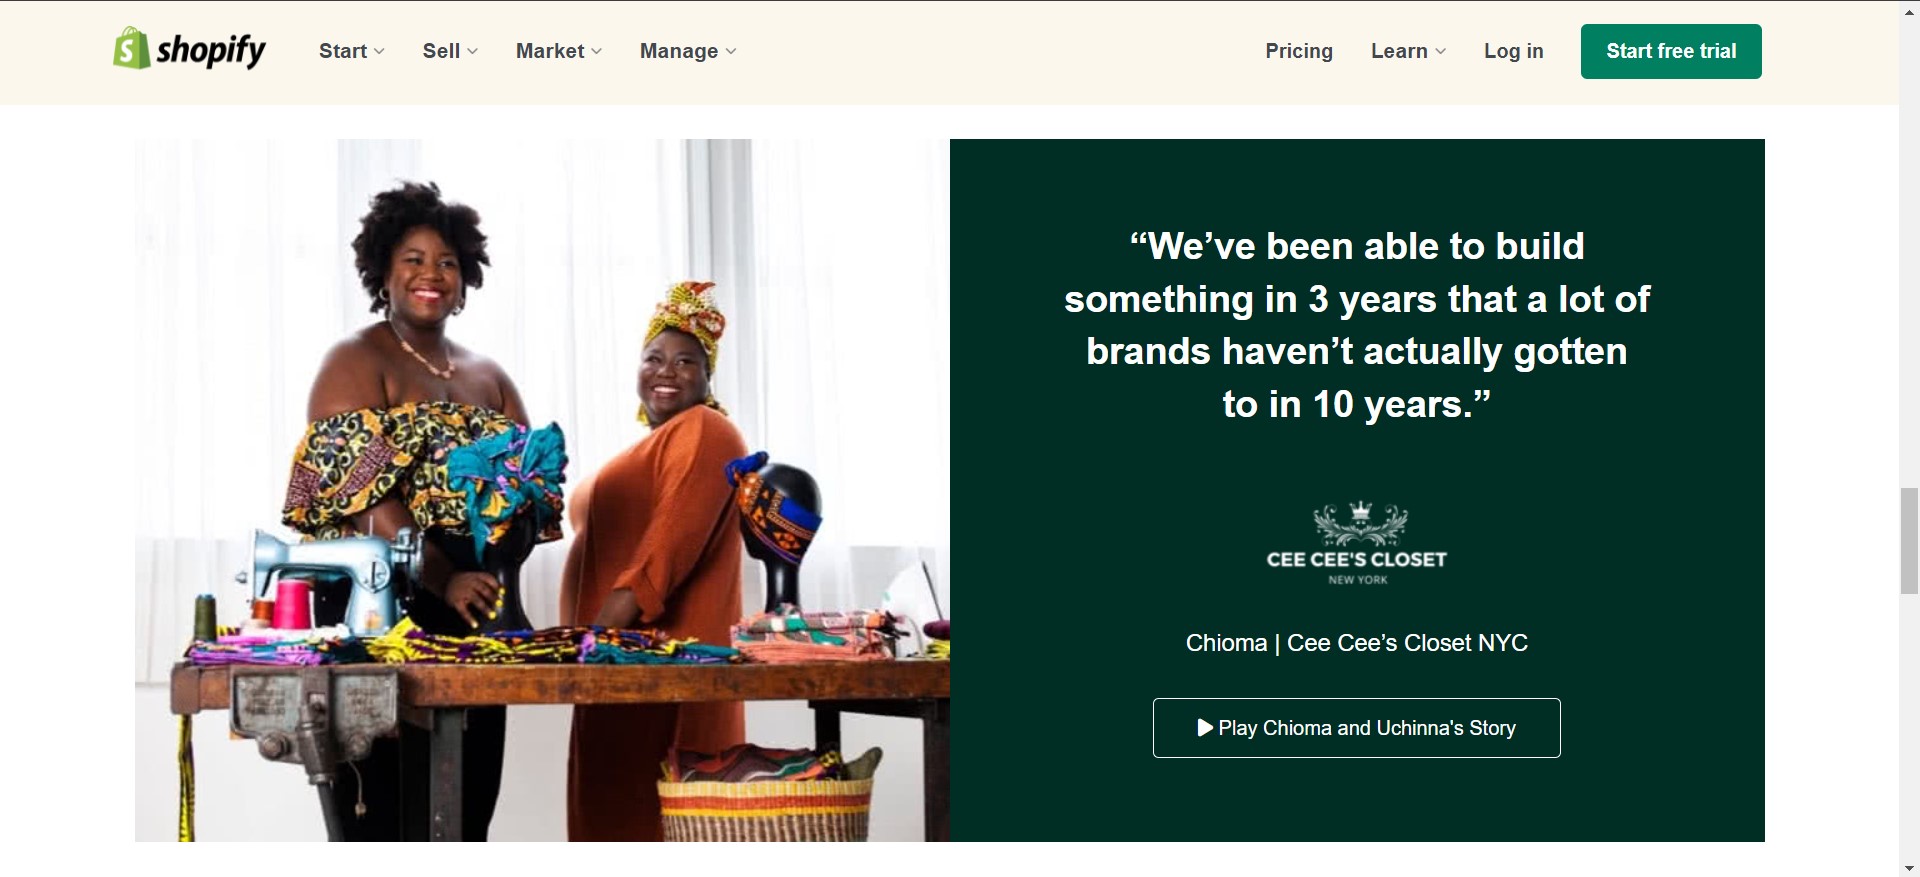 shopify
Start
Sell
Market
Manage
Pricing
Learn
Log in
Start free trial
“We’ve been able to build
something in 3 years that a lot of
brands haven’t actually gotten
to in 10 years.”
CEE CEE'S CLOSET
NEW YORK
Chioma | Cee Cee’s Closet NYC
Play Chioma and Uchinna's Story